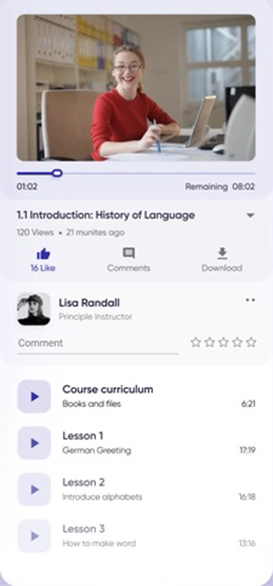 01:02
Remaining 08:02
1.1 Introduction: History of Language
120 Views • 21 munites ago
16 Like
Comments
Download
Lisa Randall
Principle Instructor
Comment
Course curriculum
Books and files
6:21
Lesson 1
German Greeting
17:19
Lesson 2
Introduce alphabets
16:18
Lesson 3
How to make word
13:16